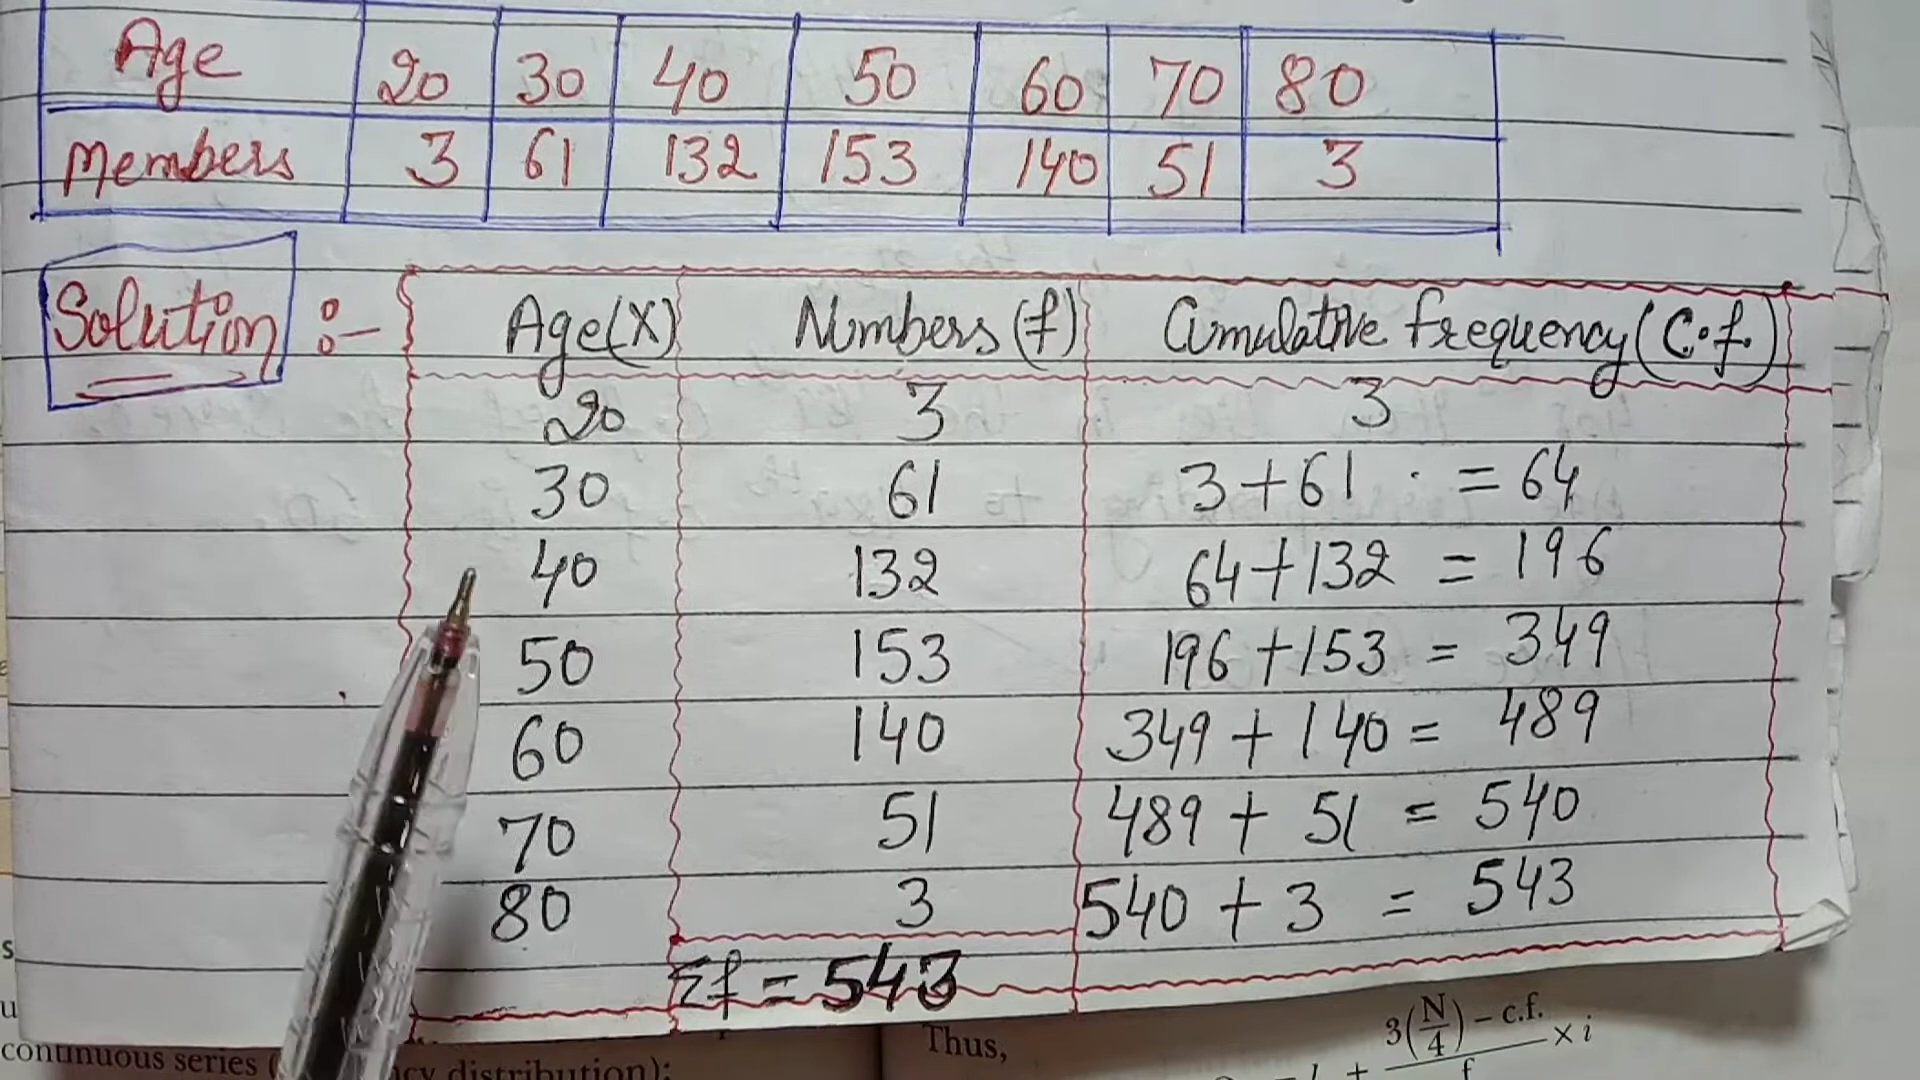 Age 20 30 40 50 60 70 80
Members 3 61 132 153 140 51 3
Solution :-
Age(X) Numbers (f) Cumulative frequency (C.f.)
20 3 3
30 61 3+61 = 64
40 132 64+132 = 196
50 153 196+153 = 349
60 140 349 + 140 = 489
70 51 489 + 51 = 540
80 3 540 + 3 = 543
Σf = 543
Thus,
3(N/4) - c.f.
× i
+
f
continuous series (
distribution):